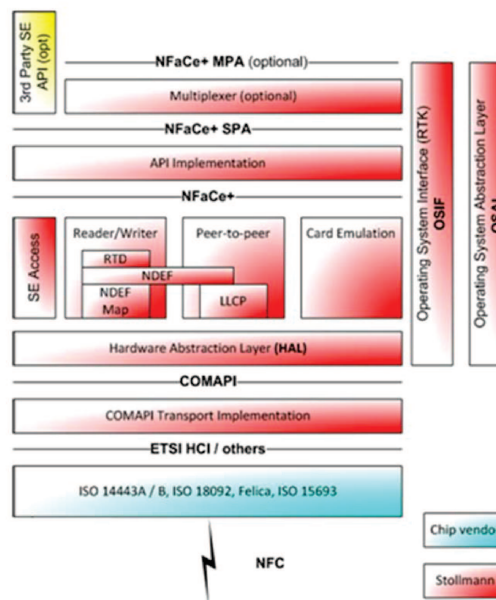 3rd Party SE
API (opt)
NFaCe+ MPA (optional)
Multiplexer (optional)
NFaCe+ SPA
API Implementation
NFaCe+
SE Access
Reader/Writer
RTD
NDEF
NDEF
Map
Peer-to-peer
LLCP
Card Emulation
Operating System Interface (RTK)
OSIF
Operating System Abstraction Layer
OSAL
Hardware Abstraction Layer (HAL)
COMAPI
COMAPI Transport Implementation
ETSI HCI / others
ISO 14443A / B, ISO 18092, Felica, ISO 15693
NFC
Chip vendo
Stollmann